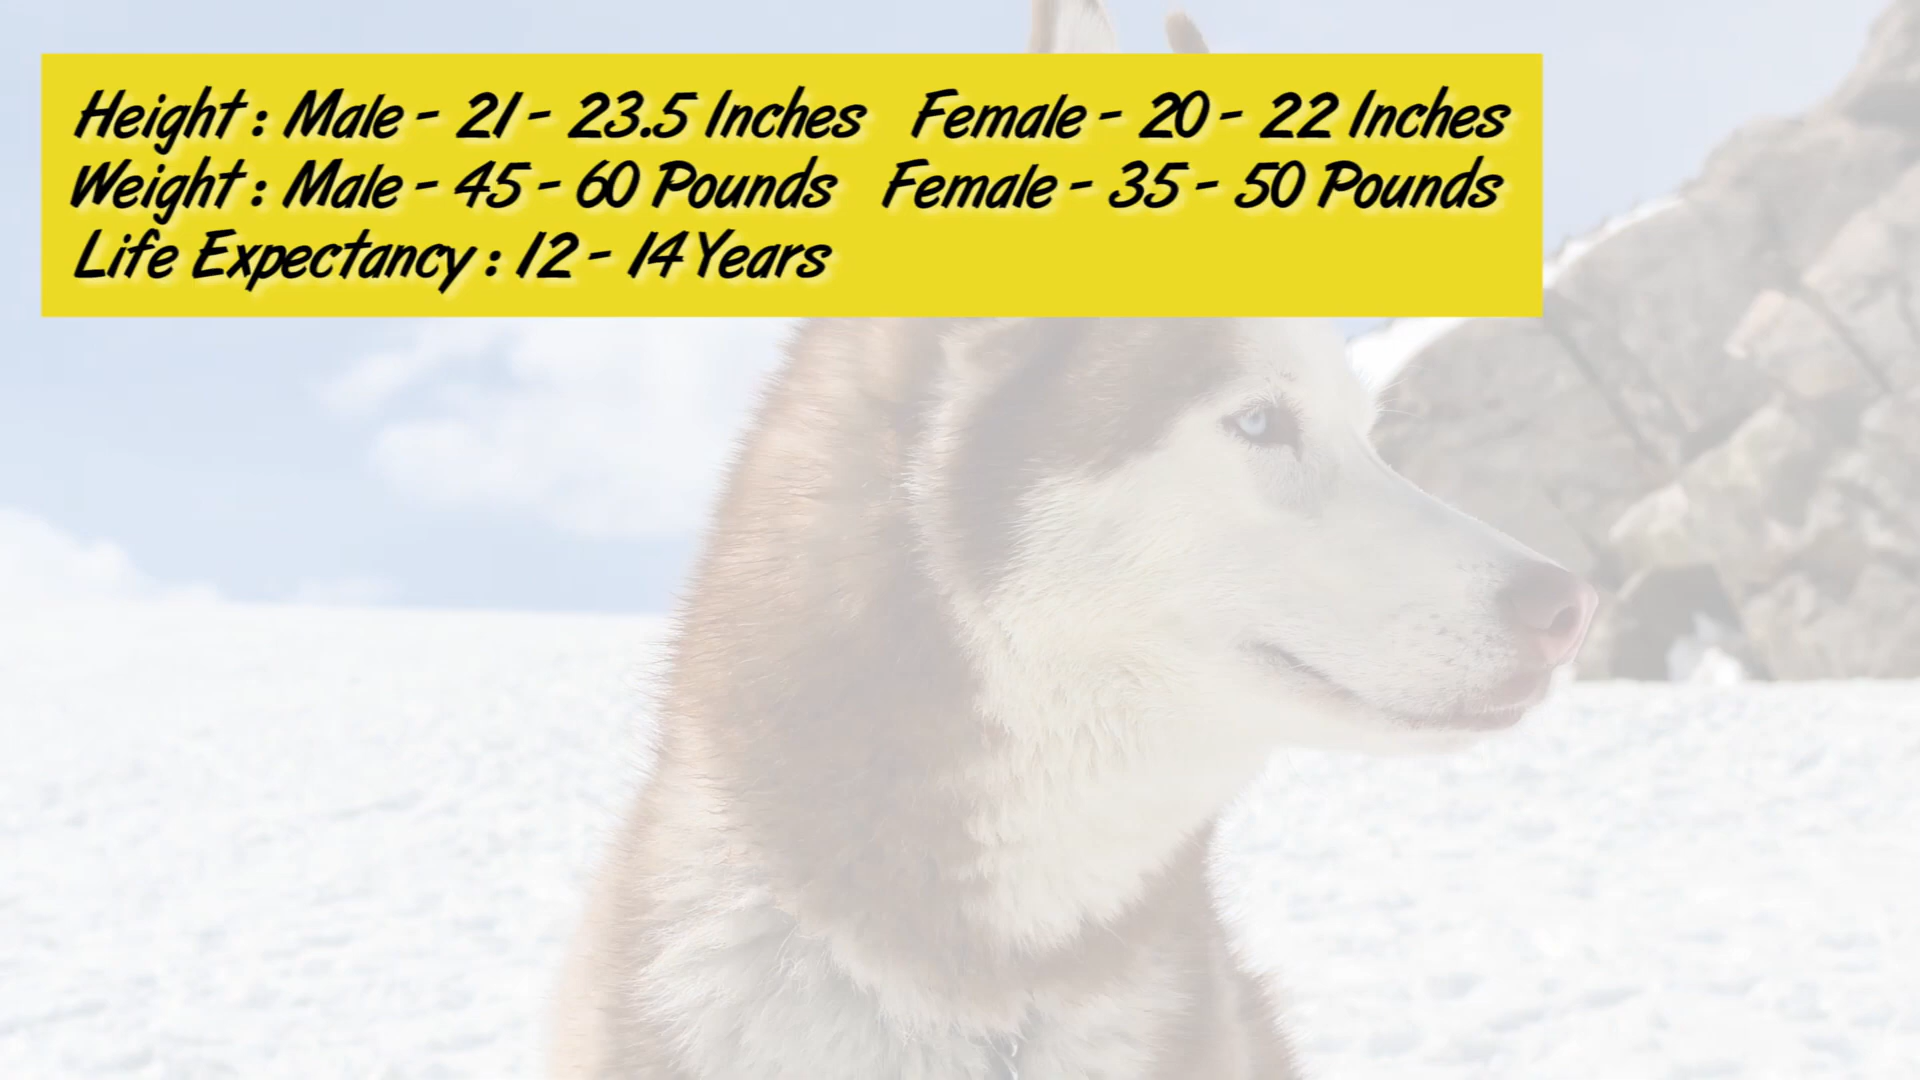 Height : Male - 21 - 23.5 Inches Female - 20 - 22 Inches
Weight : Male - 45 - 60 Pounds Female - 35 - 50 Pounds
Life Expectancy : 12 - 14 Years